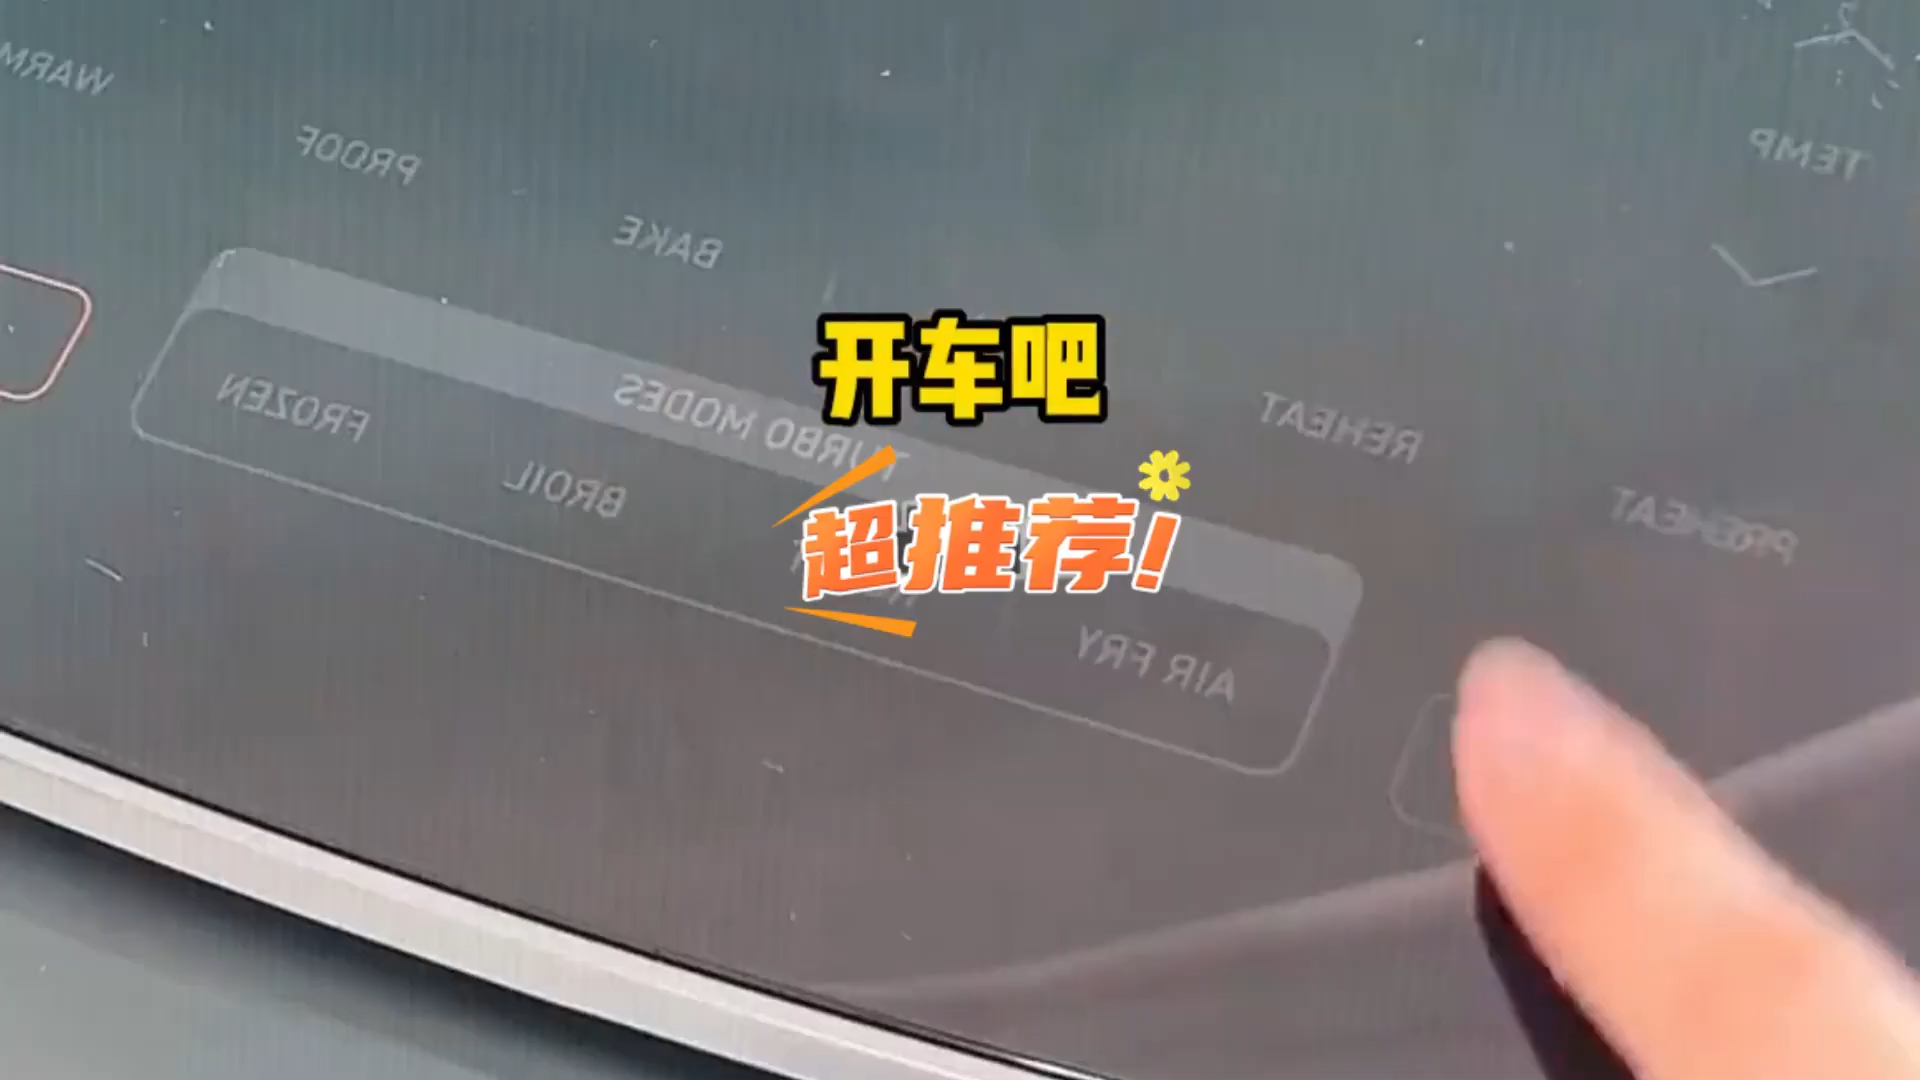 WARM
PROOF
BAKE
TEMP
开车吧
TURBO MODES
REHEAT
PREHEAT
FROZEN
BROIL
超推荐!
AIR FRY